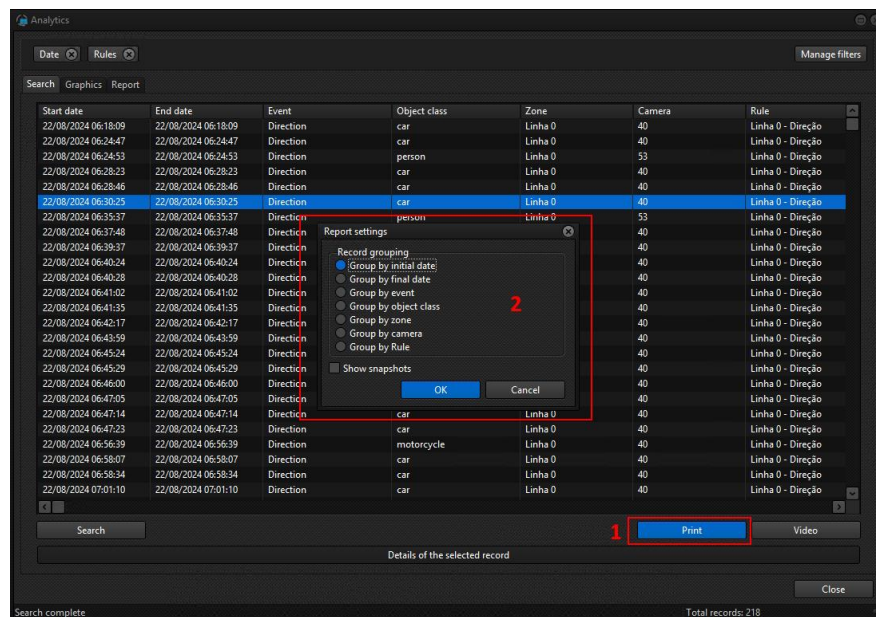 Analytics
Date Rules Manage filters
Search Graphics Report
Start date End date Event Object class Zone Camera Rule
22/08/2024 06:18:09 22/08/2024 06:18:09 Direction car Linha 0 40 Linha 0 - Direção
22/08/2024 06:24:47 22/08/2024 06:24:47 Direction car Linha 0 40 Linha 0 - Direção
22/08/2024 06:24:53 22/08/2024 06:24:53 Direction person Linha 0 53 Linha 0 - Direção
22/08/2024 06:28:23 22/08/2024 06:28:23 Direction car Linha 0 40 Linha 0 - Direção
22/08/2024 06:28:46 22/08/2024 06:28:46 Direction car Linha 0 40 Linha 0 - Direção
22/08/2024 06:30:25 22/08/2024 06:30:25 Direction car Linha 0 40 Linha 0 - Direção
22/08/2024 06:35:37 22/08/2024 06:35:37 Direction person Linha 0 53 Linha 0 - Direção
22/08/2024 06:37:48 22/08/2024 06:37:48 Direction 40 Linha 0 - Direção
22/08/2024 06:39:37 22/08/2024 06:39:37 Direction 40 Linha 0 - Direção
22/08/2024 06:40:24 22/08/2024 06:40:24 Direction 40 Linha 0 - Direção
22/08/2024 06:40:28 22/08/2024 06:40:28 Direction 40 Linha 0 - Direção
22/08/2024 06:41:02 22/08/2024 06:41:02 Direction 40 Linha 0 - Direção
22/08/2024 06:41:35 22/08/2024 06:41:35 Direction 40 Linha 0 - Direção
22/08/2024 06:42:17 22/08/2024 06:42:17 Direction 40 Linha 0 - Direção
22/08/2024 06:43:59 22/08/2024 06:43:59 Direction 40 Linha 0 - Direção
22/08/2024 06:45:24 22/08/2024 06:45:24 Direction 40 Linha 0 - Direção
22/08/2024 06:45:29 22/08/2024 06:45:29 Direction 40 Linha 0 - Direção
22/08/2024 06:46:00 22/08/2024 06:46:00 Direction 40 Linha 0 - Direção
22/08/2024 06:47:05 22/08/2024 06:47:05 Direction 40 Linha 0 - Direção
22/08/2024 06:47:14 22/08/2024 06:47:14 Direction car Linha 0 40 Linha 0 - Direção
22/08/2024 06:47:23 22/08/2024 06:47:23 Direction car Linha 0 40 Linha 0 - Direção
22/08/2024 06:56:39 22/08/2024 06:56:39 Direction motorcycle Linha 0 40 Linha 0 - Direção
22/08/2024 06:58:07 22/08/2024 06:58:07 Direction car Linha 0 40 Linha 0 - Direção
22/08/2024 06:58:34 22/08/2024 06:58:34 Direction car Linha 0 40 Linha 0 - Direção
22/08/2024 07:01:10 22/08/2024 07:01:10 Direction car Linha 0 40 Linha 0 - Direção
Report settings
Record grouping
Group by initial date
Group by final date
Group by event
Group by object class
Group by zone
Group by camera
Group by Rule
2
Show snapshots
OK Cancel
Search 1 Print Video
Details of the selected record
Close
Search complete Total records: 218